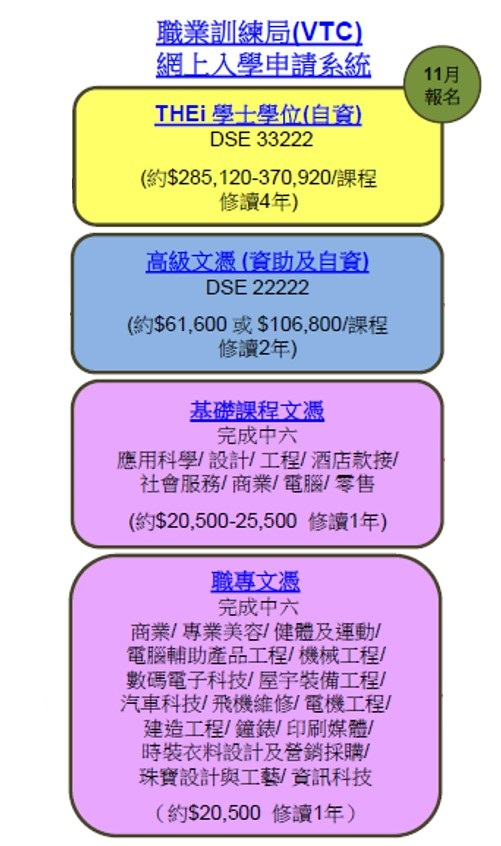 職業訓練局(VTC)
網上入學申請系統
11月
報名
THEi 學士學位(自資)
DSE 33222
(約$285,120-370,920/課程
修讀4年)
高級文憑 (資助及自資)
DSE 22222
(約$61,600 或 $106,800/課程
修讀2年)
基礎課程文憑
完成中六
應用科學/ 設計/ 工程/ 酒店款接/
社會服務/ 商業/ 電腦/ 零售
(約$20,500-25,500 修讀1年)
職專文憑
完成中六
商業/ 專業美容/ 健體及運動/
電腦輔助產品工程/ 機械工程/
數碼電子科技/ 屋宇裝備工程/
汽車科技/ 飛機維修/ 電機工程/
建造工程/ 鐘錶/ 印刷媒體/
時裝衣料設計及營銷採購/
珠寶設計與工藝/ 資訊科技
（約$20,500 修讀1年）